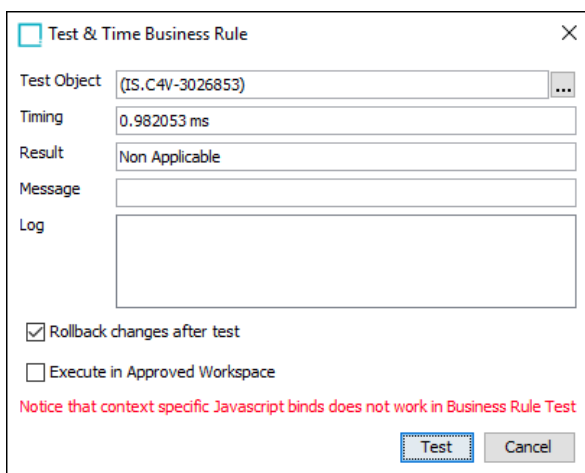 Test & Time Business Rule
Test Object (IS.C4V-3026853) ...
Timing 0.982053 ms
Result Non Applicable
Message
Log
Rollback changes after test
Execute in Approved Workspace
Notice that context specific Javascript binds does not work in Business Rule Test
Test Cancel